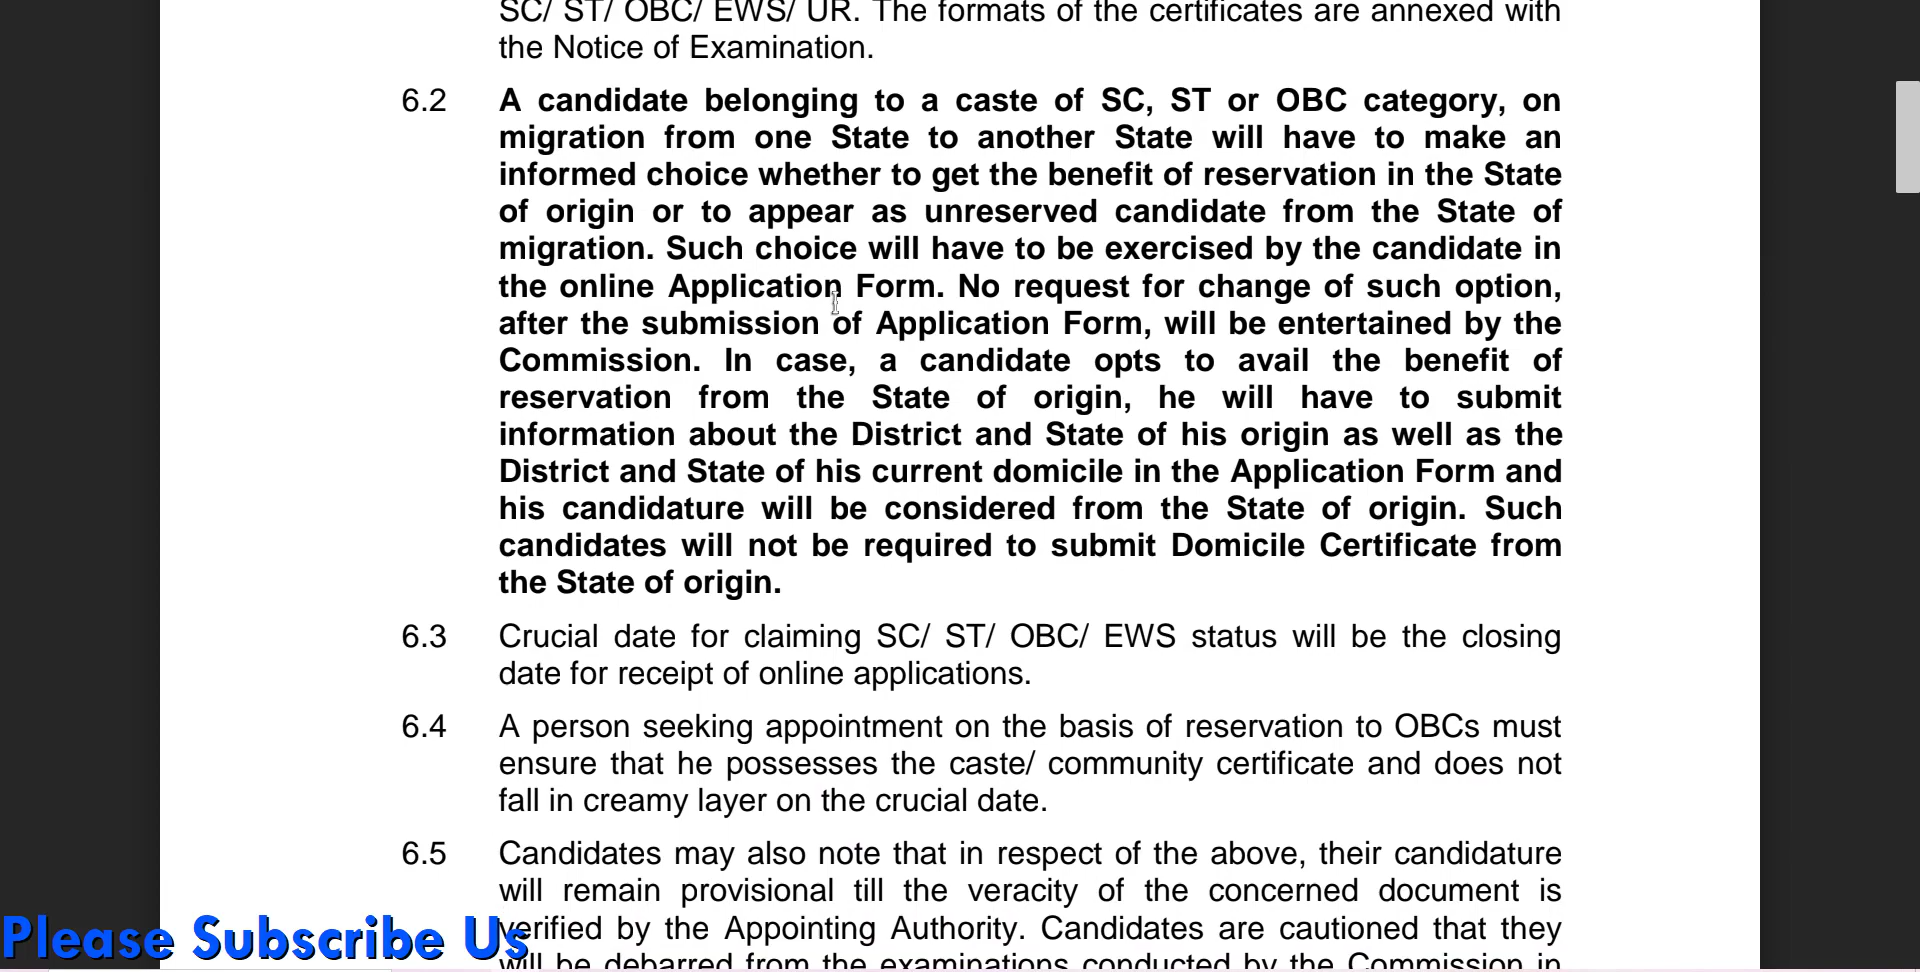 SC/ ST/ OBC/ EWS/ UR. The formats of the certificates are annexed with
the Notice of Examination.
6.2 A candidate belonging to a caste of SC, ST or OBC category, on
migration from one State to another State will have to make an
informed choice whether to get the benefit of reservation in the State
of origin or to appear as unreserved candidate from the State of
migration. Such choice will have to be exercised by the candidate in
the online Application Form. No request for change of such option,
after the submission of Application Form, will be entertained by the
Commission. In case, a candidate opts to avail the benefit of
reservation from the State of origin, he will have to submit
information about the District and State of his origin as well as the
District and State of his current domicile in the Application Form and
his candidature will be considered from the State of origin. Such
candidates will not be required to submit Domicile Certificate from
the State of origin.
6.3 Crucial date for claiming SC/ ST/ OBC/ EWS status will be the closing
date for receipt of online applications.
6.4 A person seeking appointment on the basis of reservation to OBCs must
ensure that he possesses the caste/ community certificate and does not
fall in creamy layer on the crucial date.
6.5 Candidates may also note that in respect of the above, their candidature
will remain provisional till the veracity of the concerned document is
verified by the Appointing Authority. Candidates are cautioned that they
will be debarred from the examinations conducted by the Commission in
Please Subscribe Us